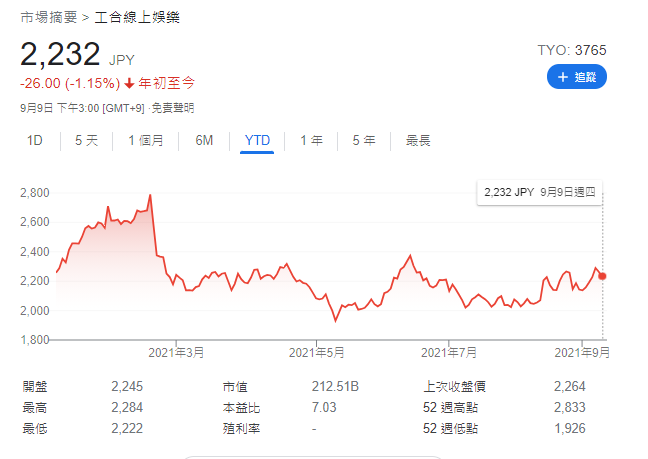 市場摘要 > 工合線上娛樂
2,232 JPY
TYO: 3765
-26.00 (-1.15%) 年初至今
+ 追蹤
9月9日 下午3:00 [GMT+9] ·免責聲明
1D 5 天 1 個月 6M YTD 1 年 5 年 最長
2,232 JPY 9月9日週四
2,800
2,600
2,400
2,200
2,000
1,800
2021年3月 2021年5月 2021年7月 2021年9月
開盤 2,245 市值 212.51B 上次收盤價 2,264
最高 2,284 本益比 7.03 52 週高點 2,833
最低 2,222 殖利率 - 52 週低點 1,926